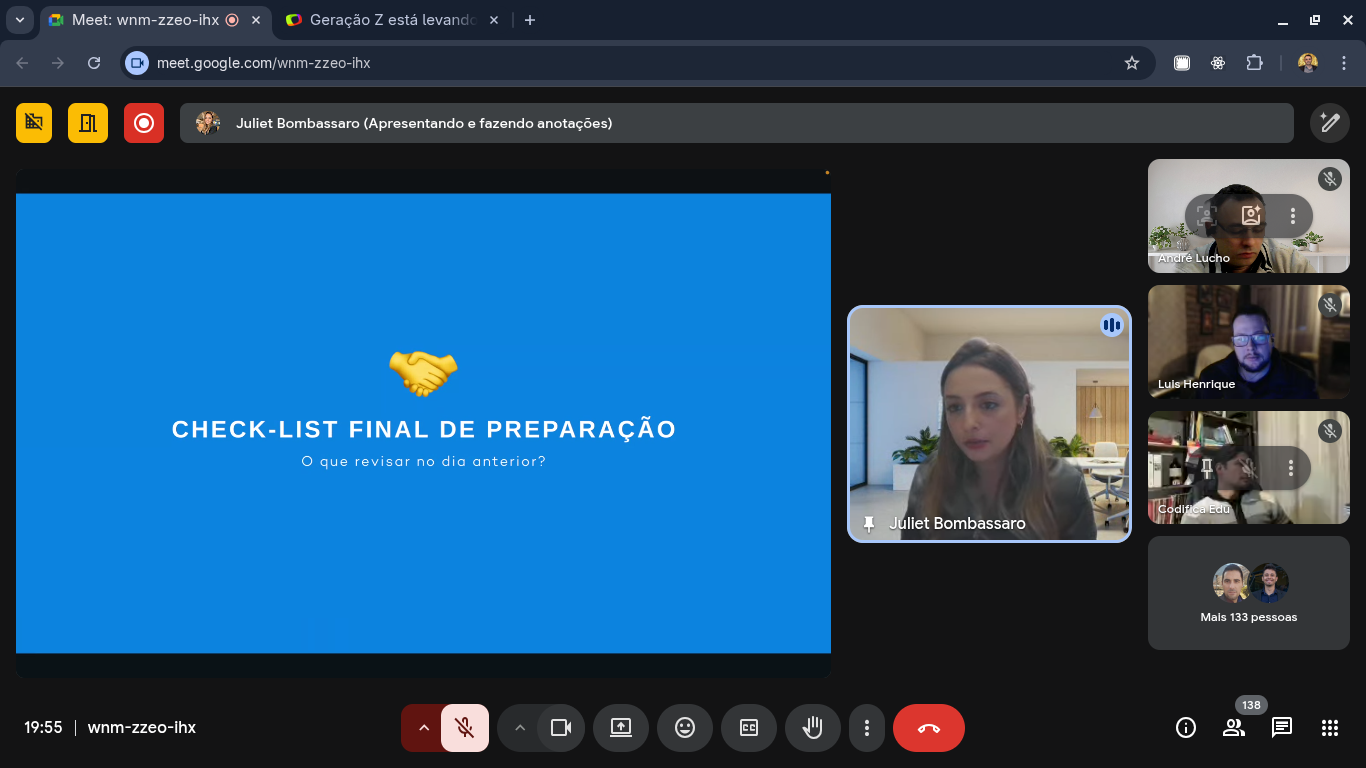 Meet: wnm-zzeo-ihx
Geração Z está levando
meet.google.com/wnm-zzeo-ihx
Juliet Bombassaro (Apresentando e fazendo anotações)
CHECK-LIST FINAL DE PREPARAÇÃO
O que revisar no dia anterior?
Juliet Bombassaro
André Lucho
Luis Henrique
Codifica Edu
Mais 133 pessoas
19:55
wnm-zzeo-ihx
CC
138